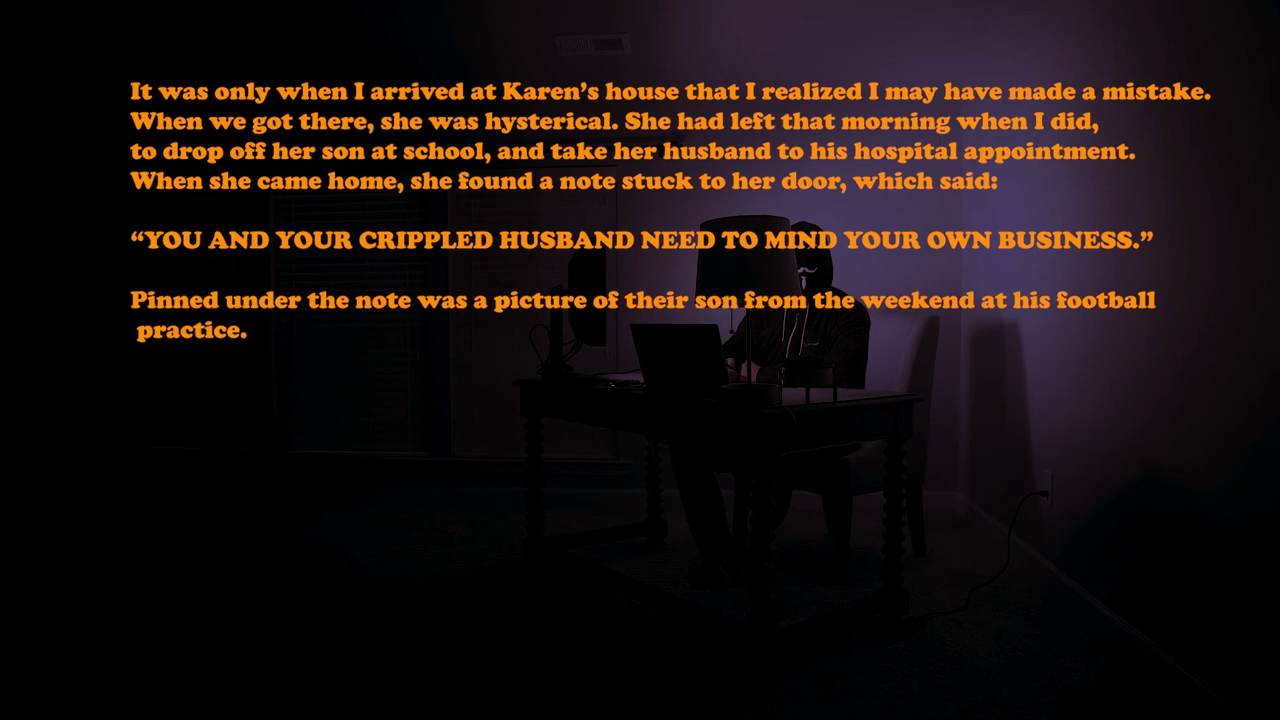 It was only when I arrived at Karen’s house that I realized I may have made a mistake.
When we got there, she was hysterical. She had left that morning when I did,
to drop off her son at school, and take her husband to his hospital appointment.
When she came home, she found a note stuck to her door, which said:
“YOU AND YOUR CRIPPLED HUSBAND NEED TO MIND YOUR OWN BUSINESS.”
Pinned under the note was a picture of their son from the weekend at his football
practice.